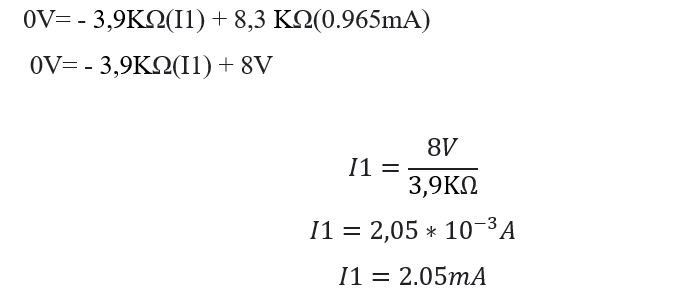 0V= - 3,9KΩ(I1) + 8,3 KΩ(0.965mA)
0V= - 3,9KΩ(I1) + 8V
I1 = 8V / 3,9KΩ
I1 = 2,05 ∗ 10⁻³A
I1 = 2.05mA